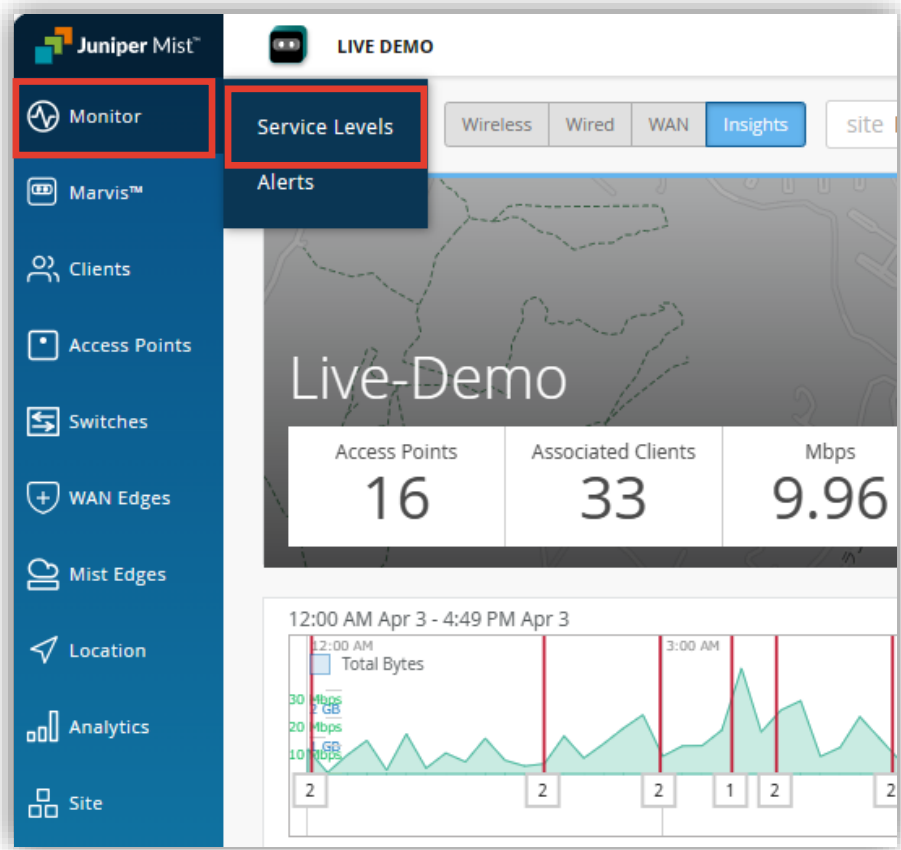 Juniper Mist™
LIVE DEMO
Monitor
Service Levels
Wireless
Wired
WAN
Insights
site
Alerts
Marvis™
Clients
Access Points
Switches
WAN Edges
Mist Edges
Location
Analytics
Site
Live-Demo
Access Points
16
Associated Clients
33
Mbps
9.96
12:00 AM Apr 3 - 4:49 PM Apr 3
12:00 AM
3:00 AM
Total Bytes
30 Mbps
2 GB
20 Mbps
GB
10 Mbps
2
2
2
1
2
2